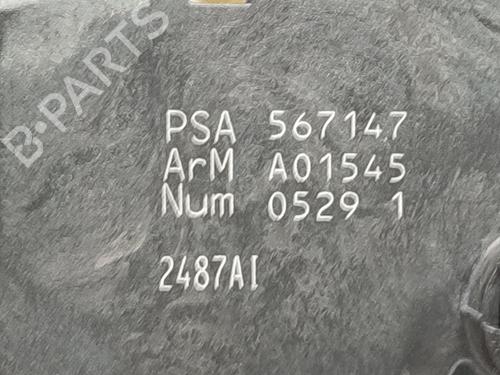 B-PARTS
PSA 567147
ArM A01545
Num 0529 1
2487AI